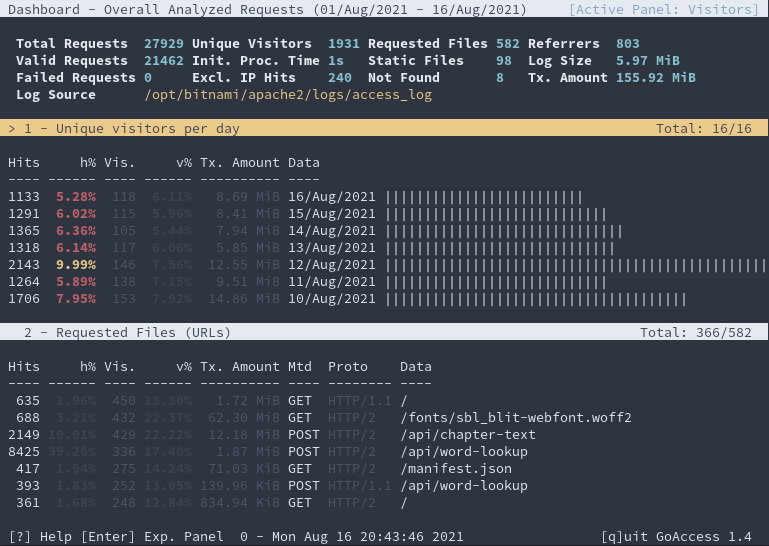 Dashboard - Overall Analyzed Requests (01/Aug/2021 - 16/Aug/2021) [Active Panel: Visitors]
Total Requests 27929 Unique Visitors 1931 Requested Files 582 Referrers 803
Valid Requests 21462 Init. Proc. Time 1s Static Files 98 Log Size 5.97 MiB
Failed Requests 0 Excl. IP Hits 240 Not Found 8 Tx. Amount 155.92 MiB
Log Source /opt/bitnami/apache2/logs/access_log
> 1 - Unique visitors per day Total: 16/16
Hits h% Vis. v% Tx. Amount Data
---- ------ ---- ------ ---------- ----
1133 5.28% 118 6.11% 8.69 MiB 16/Aug/2021 |||||||||||||||||||||||||
1291 6.02% 115 5.96% 8.41 MiB 15/Aug/2021 ||||||||||||||||||||||||||||
1365 6.36% 105 5.44% 7.94 MiB 14/Aug/2021 ||||||||||||||||||||||||||||||
1318 6.14% 117 6.06% 5.85 MiB 13/Aug/2021 |||||||||||||||||||||||||||||
2143 9.99% 146 7.56% 12.55 MiB 12/Aug/2021 ||||||||||||||||||||||||||||||||||||||||||||||||
1264 5.89% 138 7.15% 9.51 MiB 11/Aug/2021 ||||||||||||||||||||||||||||
1706 7.95% 153 7.92% 14.86 MiB 10/Aug/2021 ||||||||||||||||||||||||||||||||||||||
2 - Requested Files (URLs) Total: 366/582
Hits h% Vis. v% Tx. Amount Mtd Proto Data
---- ------ ---- ------ ---------- ---- -------- ----
635 2.96% 450 23.30% 1.72 MiB GET HTTP/1.1 /
688 3.21% 432 22.37% 62.30 MiB GET HTTP/2 /fonts/sbl_blit-webfont.woff2
2149 10.01% 429 22.22% 12.18 MiB POST HTTP/2 /api/chapter-text
8425 39.26% 336 17.40% 1.87 MiB POST HTTP/2 /api/word-lookup
417 1.94% 275 14.24% 71.03 KiB GET HTTP/2 /manifest.json
393 1.83% 252 13.05% 139.96 KiB POST HTTP/1.1 /api/word-lookup
361 1.68% 248 12.84% 834.94 KiB GET HTTP/2 /
[?] Help [Enter] Exp. Panel 0 - Mon Aug 16 20:43:46 2021 [q]uit GoAccess 1.4